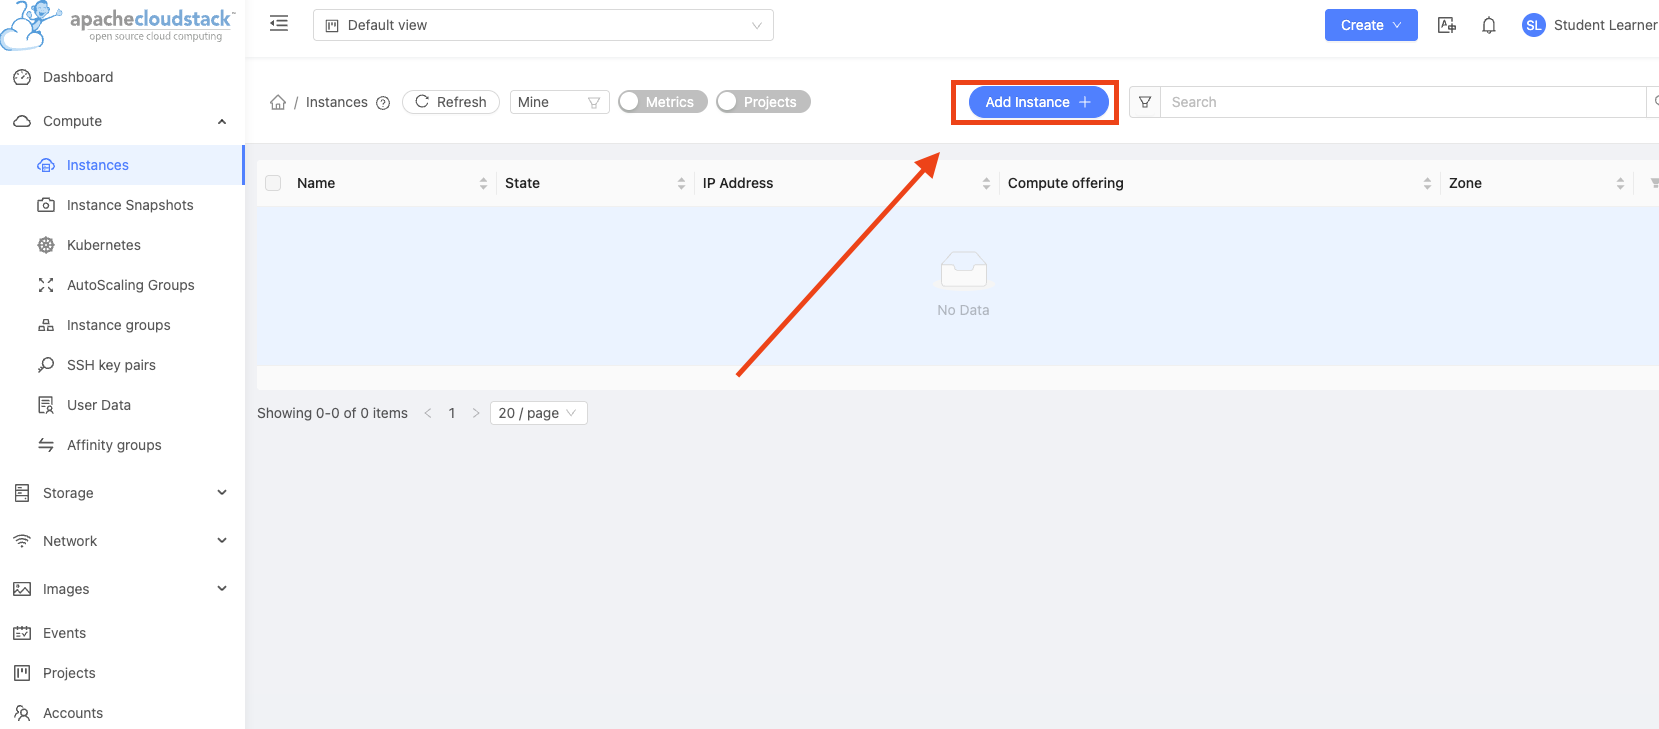 apachecloudstack™
open source cloud computing
Default view
Create
SL Student Learner
Dashboard
Compute
Instances
Instance Snapshots
Kubernetes
AutoScaling Groups
Instance groups
SSH key pairs
User Data
Affinity groups
Storage
Network
Images
Events
Projects
Accounts
/ Instances Refresh Mine Metrics Projects Add Instance + Search
Name State IP Address Compute offering Zone
No Data
Showing 0-0 of 0 items < 1 > 20 / page